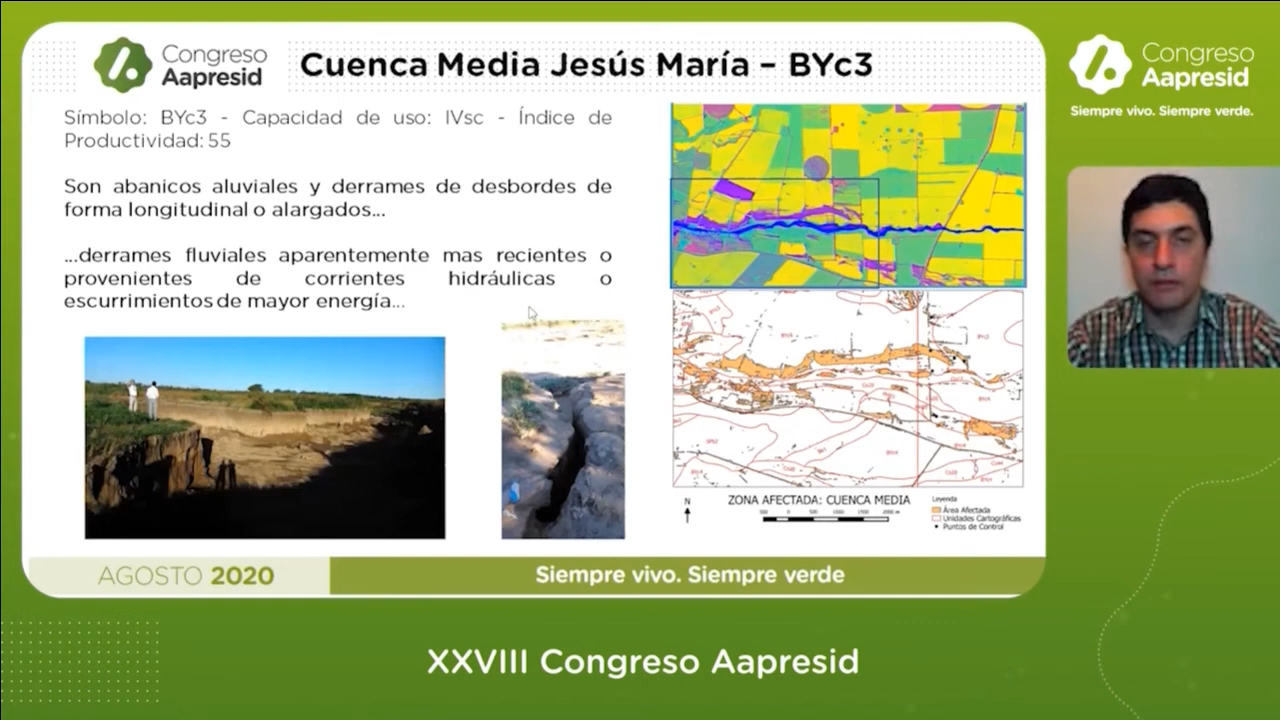 Congreso
Aapresid
Cuenca Media Jesús María – BYc3
Símbolo: BYc3 - Capacidad de uso: IVsc - Índice de
Productividad: 55
Son abanicos aluviales y derrames de desbordes de
forma longitudinal o alargados...
...derrames fluviales aparentemente mas recientes o
provenientes de corrientes hidráulicas o
escurrimientos de mayor energía...
N
ZONA AFECTADA: CUENCA MEDIA
Leyenda
Área Afectada
Unidades Cartográficas
Puntos de Control
AGOSTO 2020
Siempre vivo. Siempre verde
Congreso
Aapresid
Siempre vivo. Siempre verde.
XXVIII Congreso Aapresid